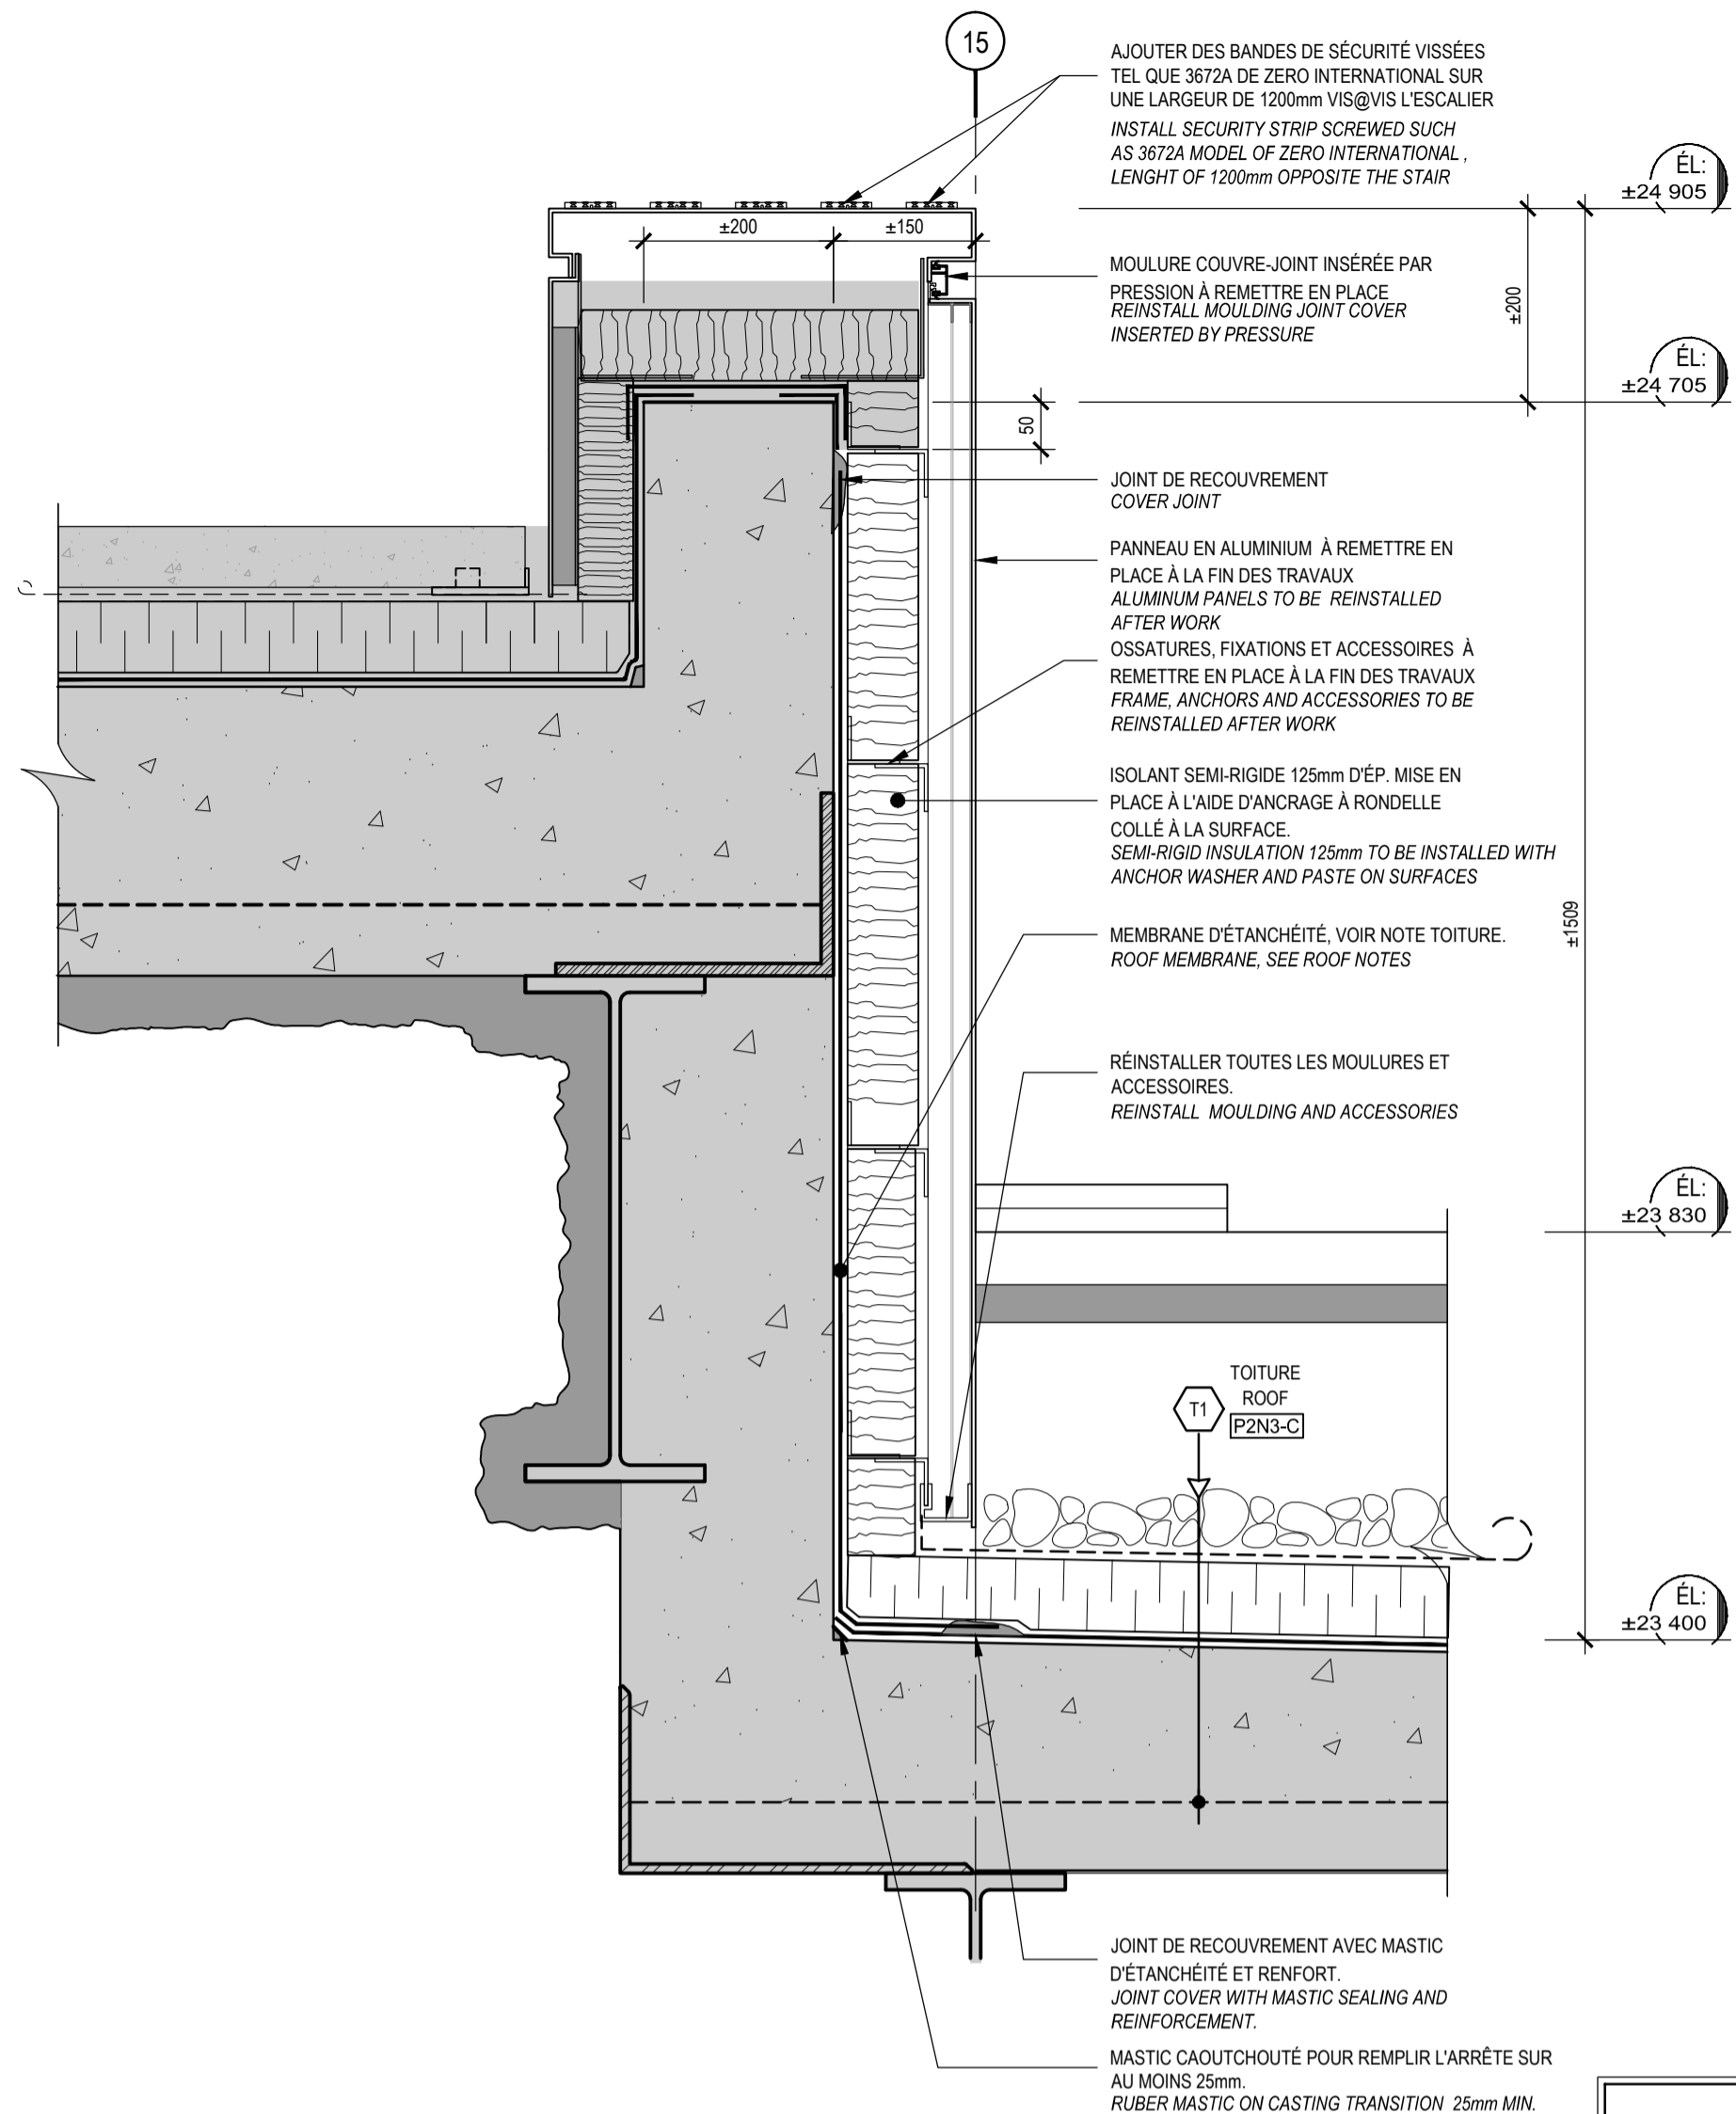 15
AJOUTER DES BANDES DE SÉCURITÉ VISSÉES
TEL QUE 3672A DE ZERO INTERNATIONAL SUR
UNE LARGEUR DE 1200mm VIS@VIS L'ESCALIER
INSTALL SECURITY STRIP SCREWED SUCH
AS 3672A MODEL OF ZERO INTERNATIONAL ,
LENGHT OF 1200mm OPPOSITE THE STAIR
ÉL:
±24 905
±200
±150
MOULURE COUVRE-JOINT INSÉRÉE PAR
PRESSION À REMETTRE EN PLACE
REINSTALL MOULDING JOINT COVER
INSERTED BY PRESSURE
±200
ÉL:
±24 705
50
JOINT DE RECOUVREMENT
COVER JOINT
PANNEAU EN ALUMINIUM À REMETTRE EN
PLACE À LA FIN DES TRAVAUX
ALUMINUM PANELS TO BE REINSTALLED
AFTER WORK
OSSATURES, FIXATIONS ET ACCESSOIRES À
REMETTRE EN PLACE À LA FIN DES TRAVAUX
FRAME, ANCHORS AND ACCESSORIES TO BE
REINSTALLED AFTER WORK
ISOLANT SEMI-RIGIDE 125mm D'ÉP. MISE EN
PLACE À L'AIDE D'ANCRAGE À RONDELLE
COLLÉ À LA SURFACE.
SEMI-RIGID INSULATION 125mm TO BE INSTALLED WITH
ANCHOR WASHER AND PASTE ON SURFACES
±1509
MEMBRANE D'ÉTANCHÉITÉ, VOIR NOTE TOITURE.
ROOF MEMBRANE, SEE ROOF NOTES
RÉINSTALLER TOUTES LES MOULURES ET
ACCESSOIRES.
REINSTALL MOULDING AND ACCESSORIES
ÉL:
±23 830
TOITURE
ROOF
T1
P2N3-C
ÉL:
±23 400
JOINT DE RECOUVREMENT AVEC MASTIC
D'ÉTANCHÉITÉ ET RENFORT.
JOINT COVER WITH MASTIC SEALING AND
REINFORCEMENT.
MASTIC CAOUTCHOUTÉ POUR REMPLIR L'ARRÊTE SUR
AU MOINS 25mm.
RUBER MASTIC ON CASTING TRANSITION 25mm MIN.